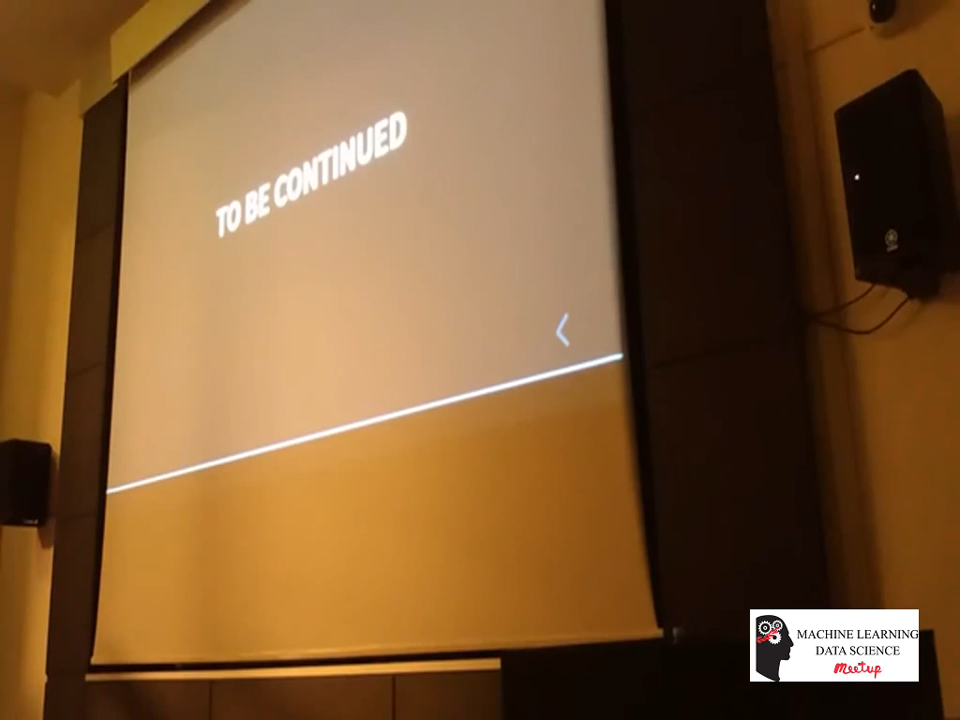 TO BE CONTINUED
MACHINE LEARNING
DATA SCIENCE
Meetup